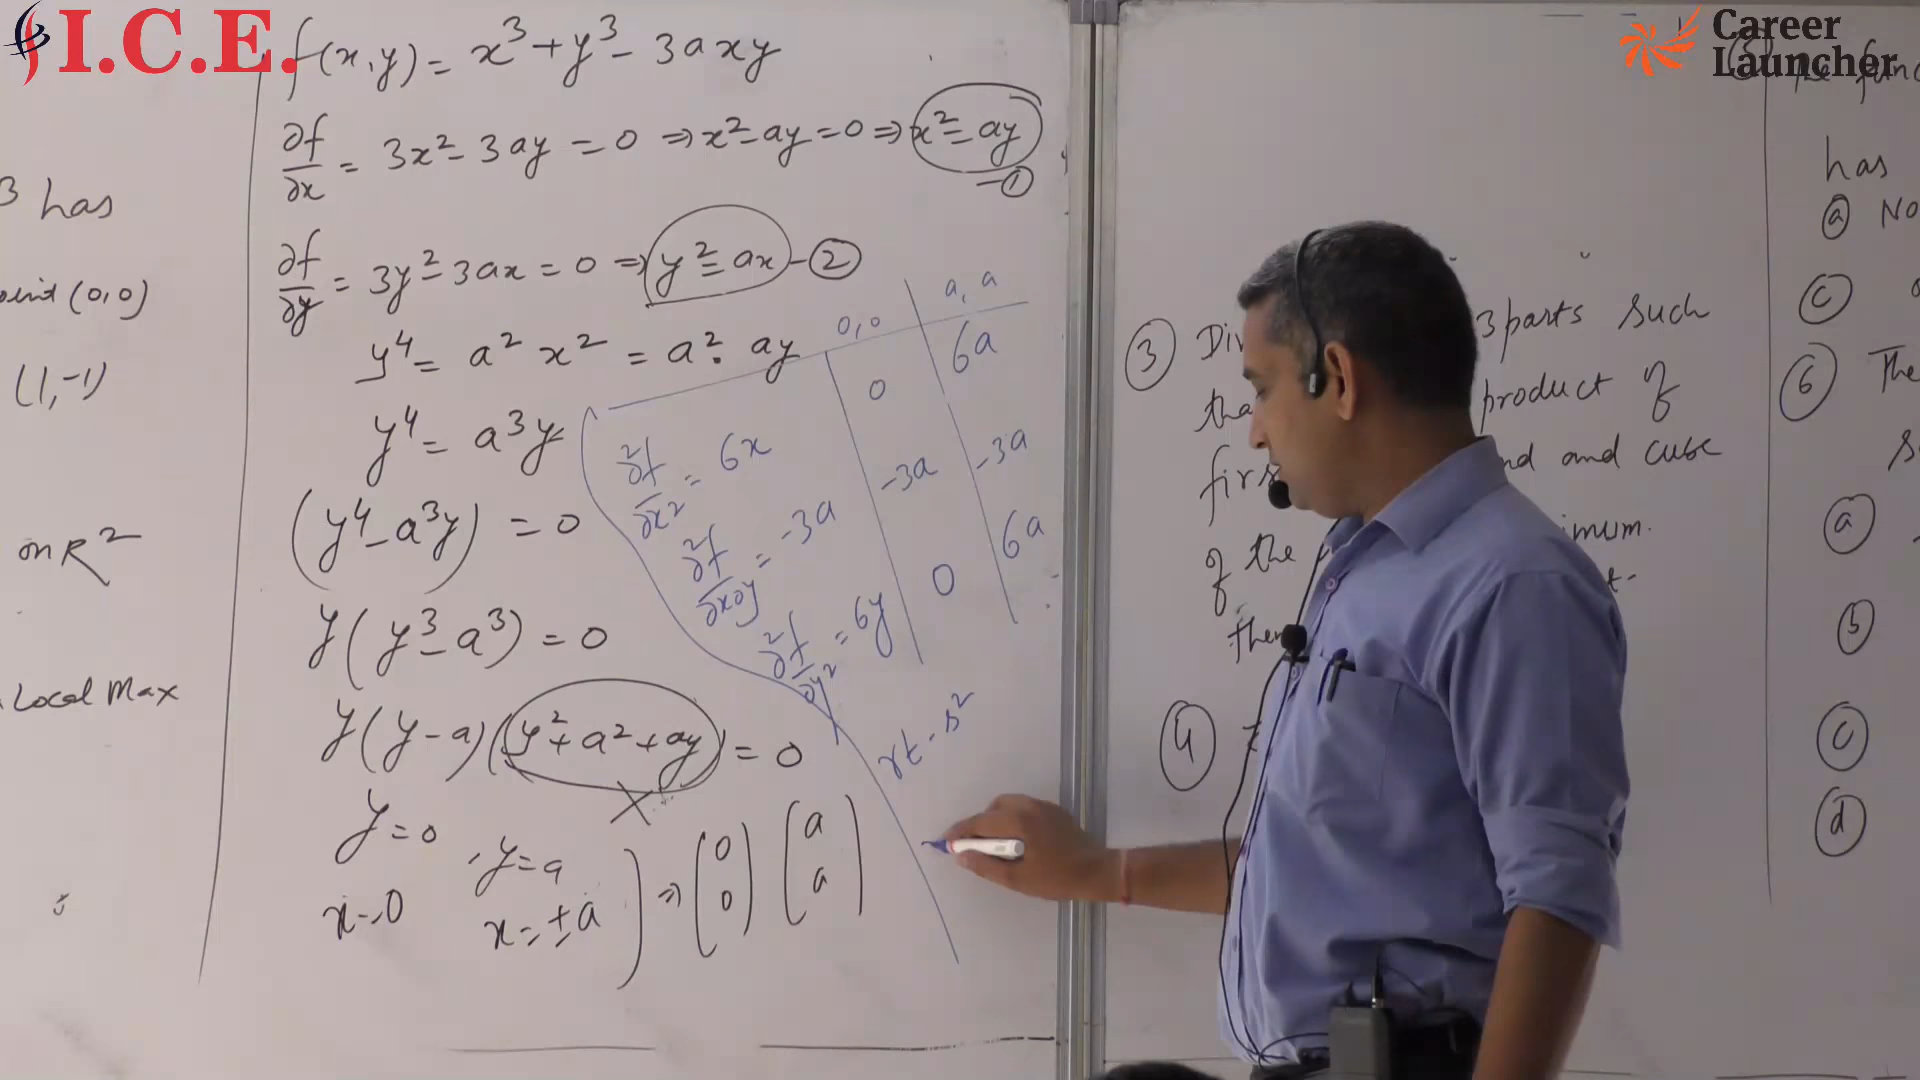 I.C.E.
Career
Launcher
3 has
(0,0)
(1,-1)
on R²
Local Max
f(x,y) = x³+y³-3axy
∂f/∂x = 3x²-3ay = 0 ⇒ x²-ay=0 ⇒ x²=ay -①
∂f/∂y = 3y²-3ax = 0 ⇒ y²=ax -②
y⁴ = a² x² = a². ay
y⁴ = a³y
(y⁴-a³y) = 0
y(y³-a³) = 0
y(y-a)(y²+a²+ay) = 0
y=0 , y=a
x=0 x=±a ) ⇒ (0 0) (a a)
0,0 a, a
∂²f/∂x² = 6x 0 6a
∂²f/∂x∂y = -3a -3a -3a
∂²f/∂y² = 6y 0 6a
rt-s²
③ 3 parts such
product of
and cube
of the
④
has
ⓐ No
ⓒ
⑥ The
ⓐ
ⓑ
ⓒ
ⓓ